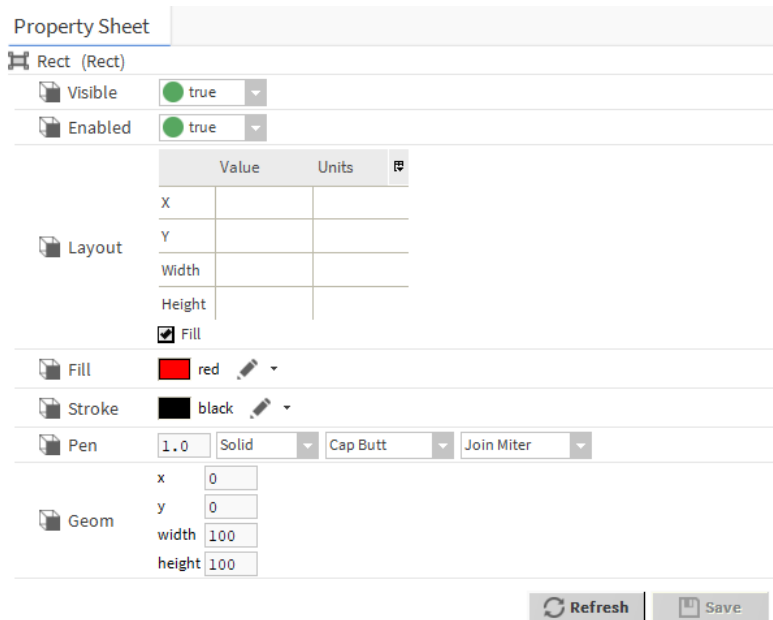 Property Sheet
Rect (Rect)
Visible true
Enabled true
Value Units
X
Y
Layout
Width
Height
Fill
Fill red
Stroke black
Pen 1.0 Solid Cap Butt Join Miter
x 0
y 0
Geom
width 100
height 100
Refresh Save